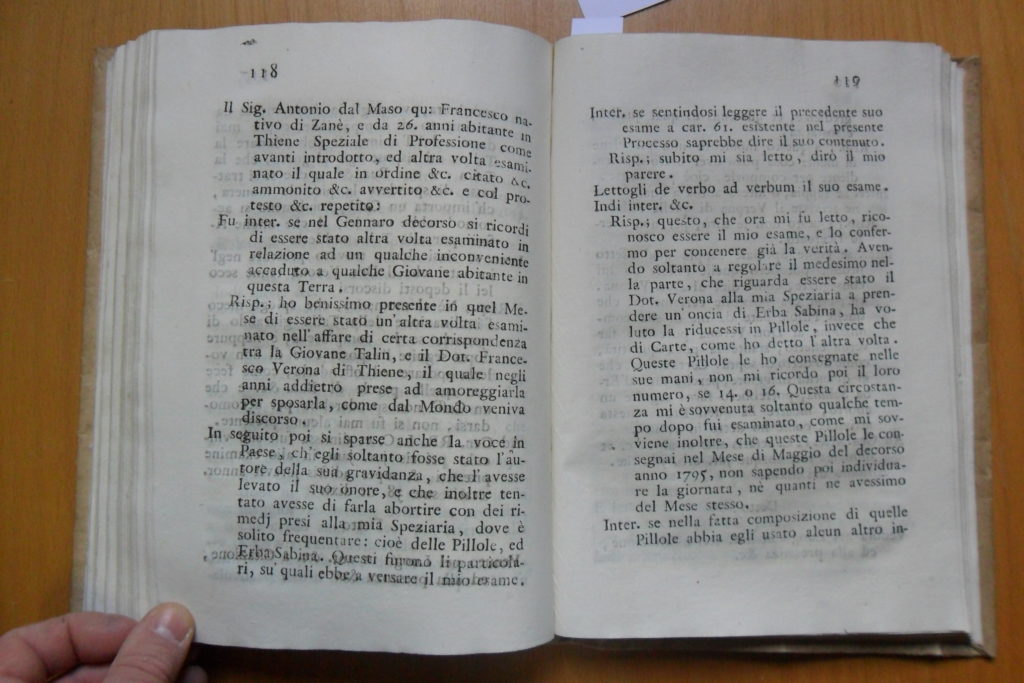 118
Il Sig. Antonio dal Maso qu: Francesco na-
tivo di Zanè, e da 26. anni abitante in
Thiene Speziale di Professione come
avanti introdotto, ed altra volta esami-
nato il quale in ordine &c. citato &c.
ammonito &c. avvertito &c. e col pro-
testo &c. repetito:
Fu inter. se nel Gennaro decorso si ricordi
di essere stato altra volta esaminato in
relazione ad un qualche inconveniente
accaduto a qualche Giovane abitante in
questa Terra.
Risp.; ho benissimo presente in quel Me-
se di essere stato un'altra volta esami-
nato nell'affare di certa corrispondenza
tra la Giovane Talin, e il Dot. France-
sco Verona di Thiene, il quale negli
anni addietro prese ad amoreggiarla
per sposarla, come dal Mondo veniva
discorso.
In seguito poi si sparse anche la voce in
Paese, ch'egli soltanto fosse stato l'au-
tore della sua gravidanza, che l'avesse
levato il suo onore, e che inoltre ten-
tato avesse di farla abortire con dei ri-
medj presi alla mia Speziaria, dove è
solito frequentare: cioè delle Pillole, ed
Erba Sabina. Questi furono li particola-
ri, su' quali ebbe a versare il mio esame.
119
Inter. se sentindosi leggere il precedente suo
esame a car. 61. esistente nel presente
Processo saprebbe dire il suo contenuto.
Risp.; subito mi sia letto, dirò il mio
parere.
Lettogli de verbo ad verbum il suo esame.
Indi inter. &c.
Risp.; questo, che ora mi fu letto, rico-
nosco essere il mio esame, e lo confer-
mo per contenere già la verità. Aven-
do soltanto a regolare il medesimo nel-
la parte, che riguarda essere stato il
Dot. Verona alla mia Speziaria a pren-
dere un'oncia di Erba Sabina, ha vo-
luto la riducessi in Pillole, invece che
di Carte, come ho detto l'altra volta.
Queste Pillole le ho consegnate nelle
sue mani, non mi ricordo poi il loro
numero, se 14. o 16. Questa circostan-
za mi è sovvenuta soltanto qualche tem-
po dopo fui esaminato, come mi sov-
viene inoltre, che queste Pillole le con-
segnai nel Mese di Maggio del decorso
anno 1795, non sapendo poi individua-
re la giornata, nè quanti ne avessimo
del Mese stesso.
Inter. se nella fatta composizione di quelle
Pillole abbia egli usato alcun altro in-